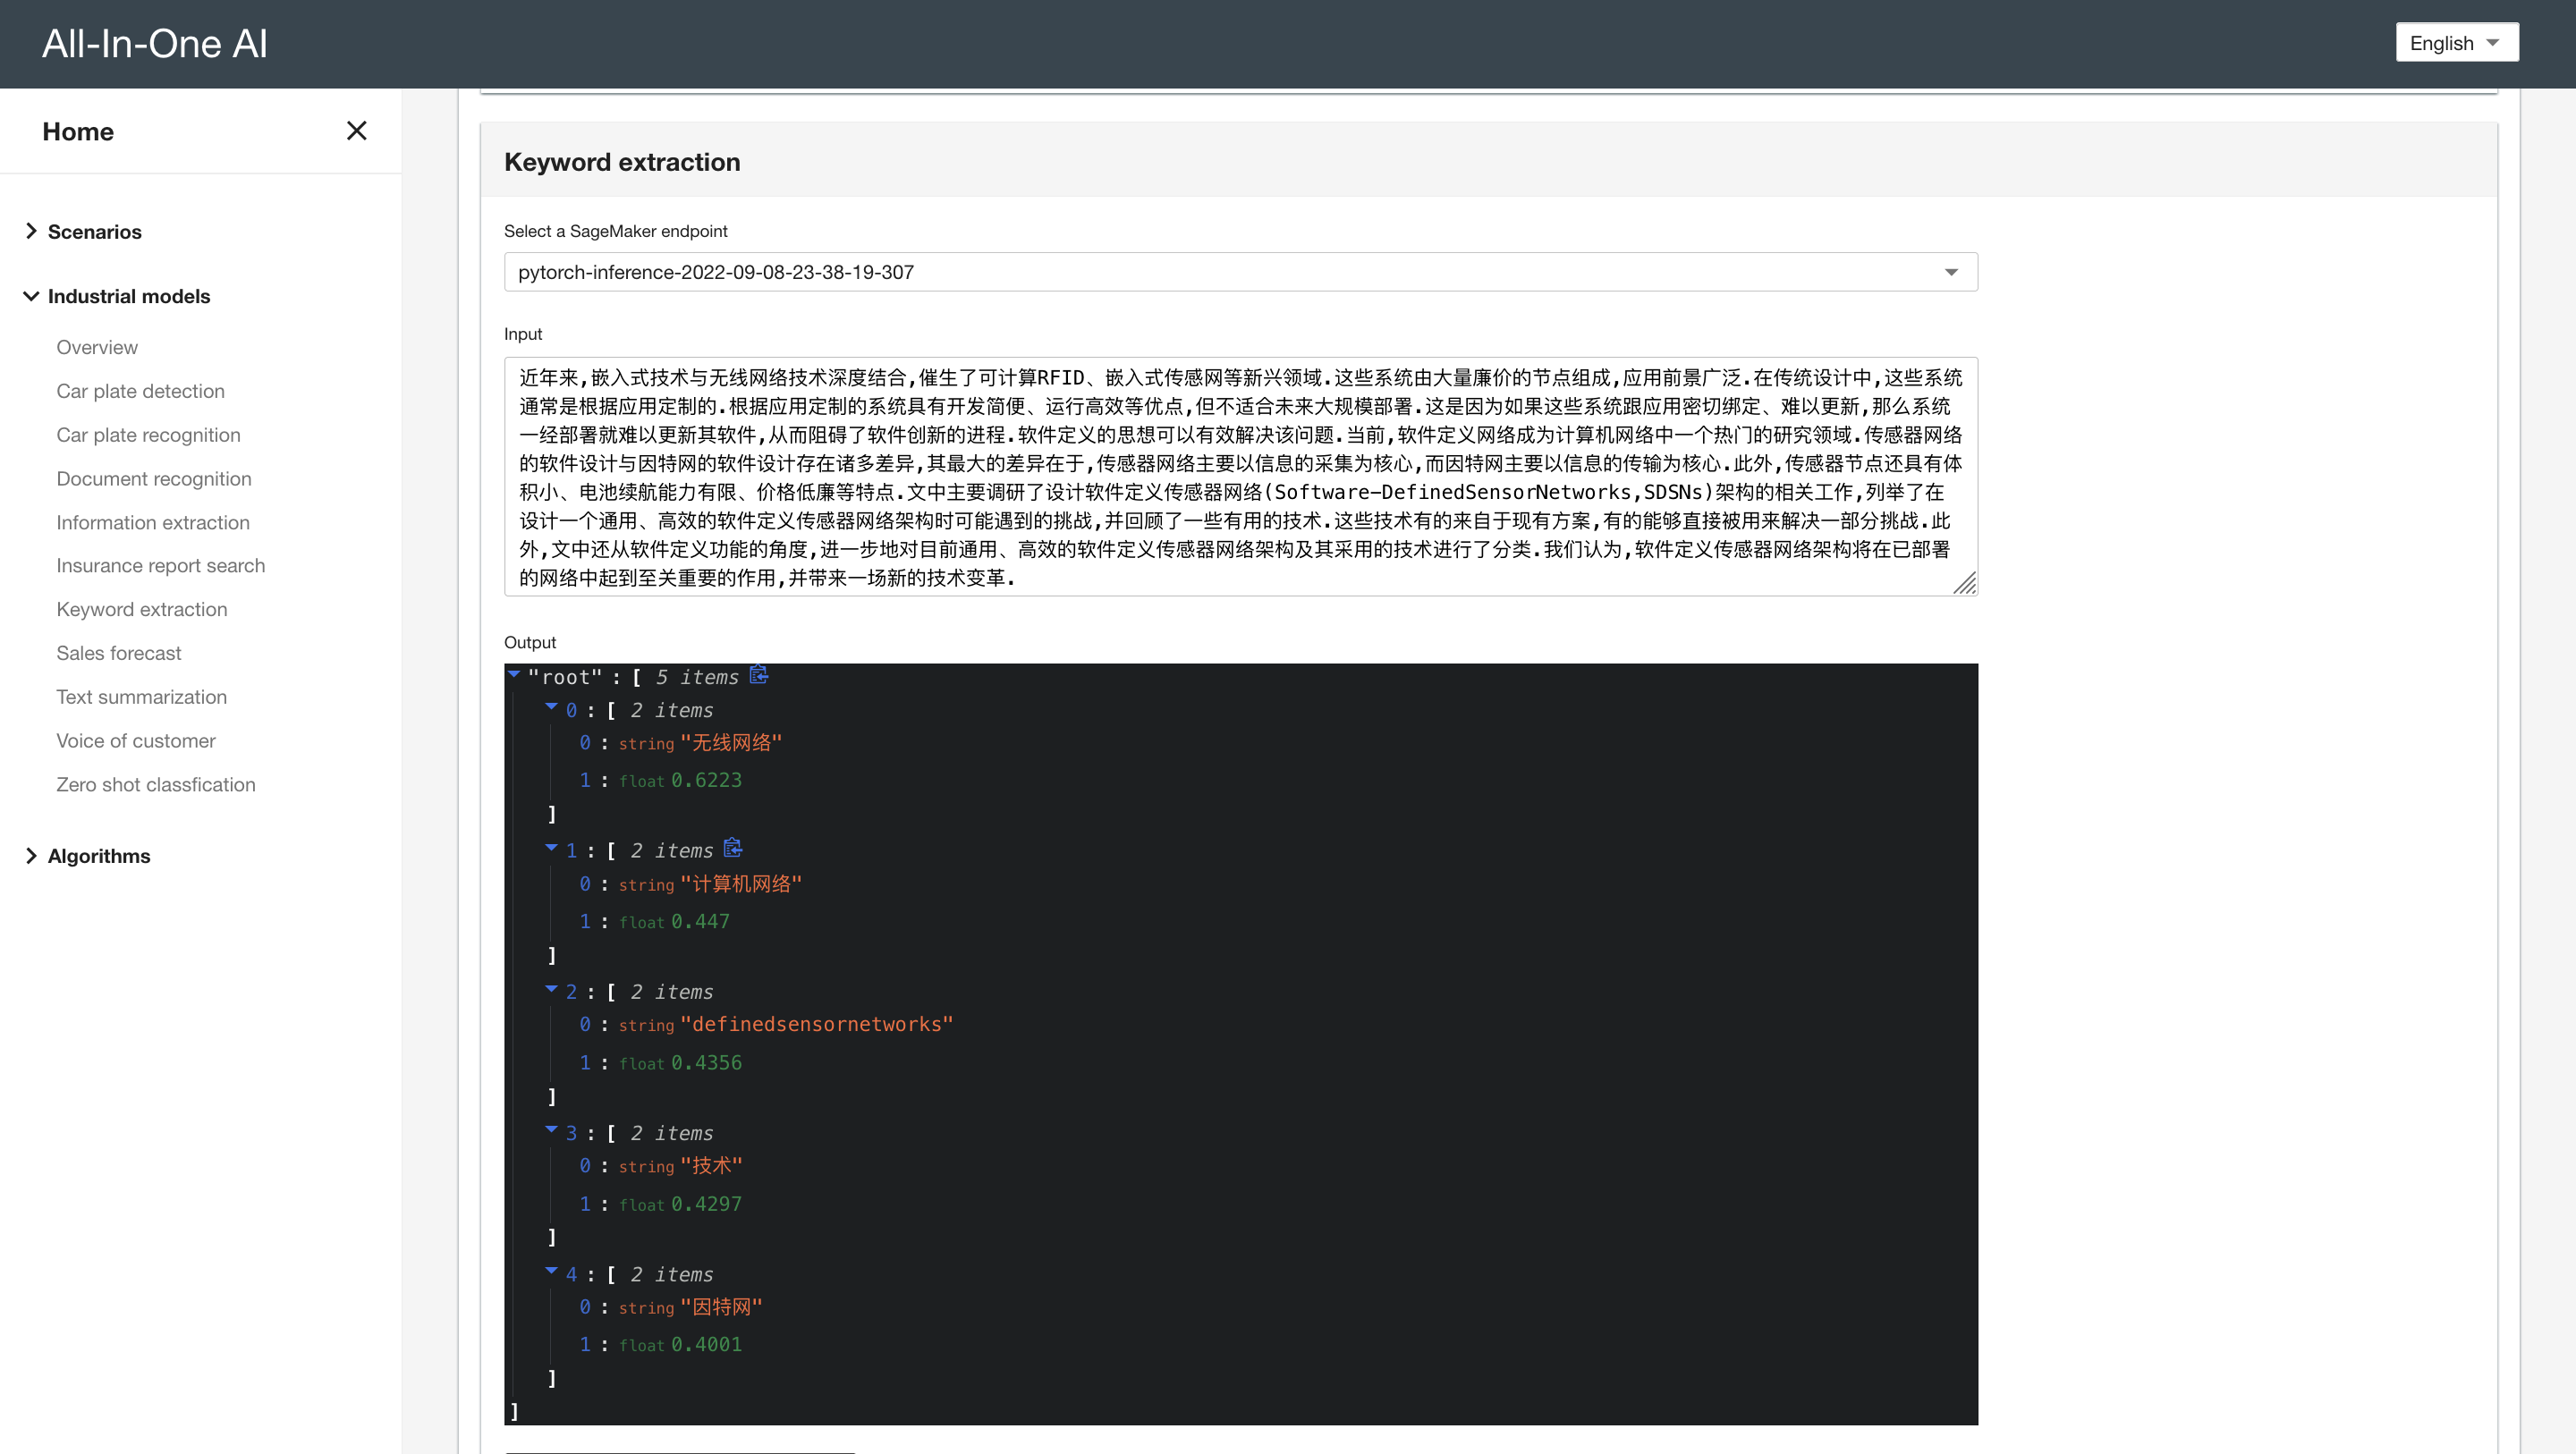 All-In-One AI
English
Home
Scenarios
Industrial models
Overview
Car plate detection
Car plate recognition
Document recognition
Information extraction
Insurance report search
Keyword extraction
Sales forecast
Text summarization
Voice of customer
Zero shot classfication
Algorithms
Keyword extraction
Select a SageMaker endpoint
pytorch-inference-2022-09-08-23-38-19-307
Input
近年来,嵌入式技术与无线网络技术深度结合,催生了可计算RFID、嵌入式传感网等新兴领域.这些系统由大量廉价的节点组成,应用前景广泛.在传统设计中,这些系统
通常是根据应用定制的.根据应用定制的系统具有开发简便、运行高效等优点,但不适合未来大规模部署.这是因为如果这些系统跟应用密切绑定、难以更新,那么系统
一经部署就难以更新其软件,从而阻碍了软件创新的进程.软件定义的思想可以有效解决该问题.当前,软件定义网络成为计算机网络中一个热门的研究领域.传感器网络
的软件设计与因特网的软件设计存在诸多差异,其最大的差异在于,传感器网络主要以信息的采集为核心,而因特网主要以信息的传输为核心.此外,传感器节点还具有体
积小、电池续航能力有限、价格低廉等特点.文中主要调研了设计软件定义传感器网络(Software-DefinedSensorNetworks,SDSNs)架构的相关工作,列举了在
设计一个通用、高效的软件定义传感器网络架构时可能遇到的挑战,并回顾了一些有用的技术.这些技术有的来自于现有方案,有的能够直接被用来解决一部分挑战.此
外,文中还从软件定义功能的角度,进一步地对目前通用、高效的软件定义传感器网络架构及其采用的技术进行了分类.我们认为,软件定义传感器网络架构将在已部署
的网络中起到至关重要的作用,并带来一场新的技术变革.
Output
"root" : [ 5 items
0 : [ 2 items
0 : string "无线网络"
1 : float 0.6223
]
1 : [ 2 items
0 : string "计算机网络"
1 : float 0.447
]
2 : [ 2 items
0 : string "definedsensornetworks"
1 : float 0.4356
]
3 : [ 2 items
0 : string "技术"
1 : float 0.4297
]
4 : [ 2 items
0 : string "因特网"
1 : float 0.4001
]
]